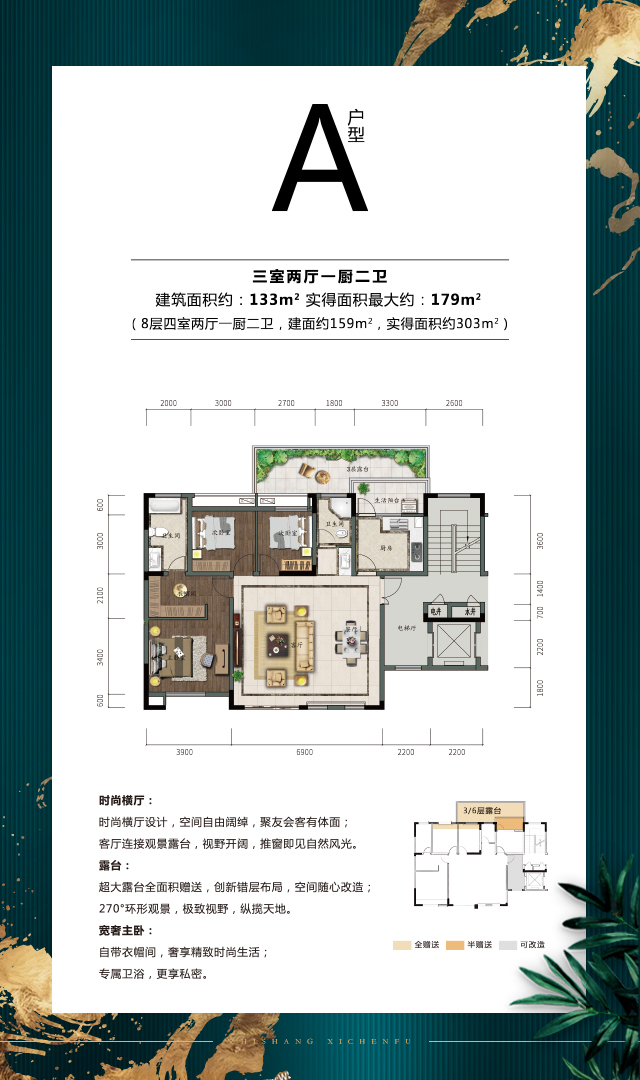 A
户型
三室两厅一厨二卫
建筑面积约：133m² 实得面积最大约：179m²
（8层四室两厅一厨二卫，建面约159m²，实得面积约303m²）
2000 3000 2700 1800 3300 2600
3层露台
生活阳台
600 3000 2100 3400 600
卫生间 次卧室 次卧室 卫生间 厨房
衣帽间
主卧
客厅 餐厅
电梯厅 电井 水井
3600 1400 700 2200 1800
3900 6900 2200 2200
时尚横厅：
时尚横厅设计，空间自由阔绰，聚友会客有体面；
客厅连接观景露台，视野开阔，推窗即见自然风光。
露台：
超大露台全面积赠送，创新错层布局，空间随心改造；
270°环形观景，极致视野，纵揽天地。
宽奢主卧：
自带衣帽间，奢享精致时尚生活；
专属卫浴，更享私密。
3/6层露台
全赠送 半赠送 可改造
SHISHANG XICHENFU